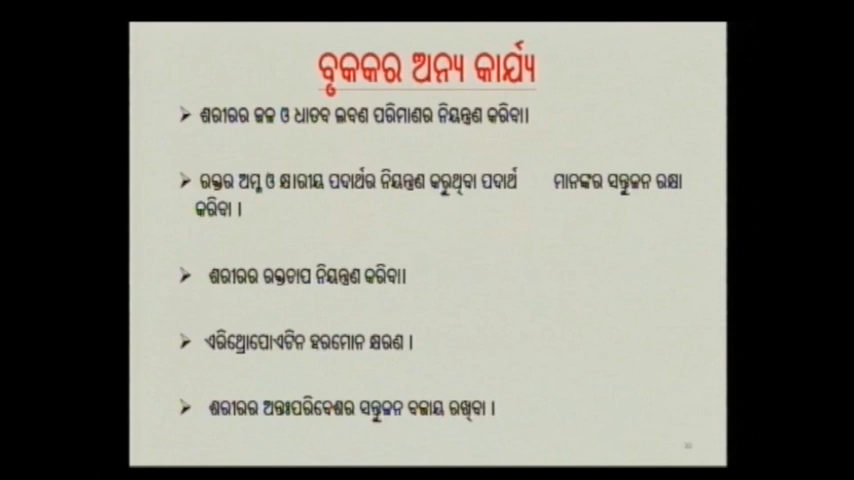 ବୃକକର ଅନ୍ୟ କାର୍ଯ୍ୟ
➢ ଶରୀରର ଜଳ ଓ ଧାତବ ଲବଣ ପରିମାଣର ନିୟନ୍ତ୍ରଣ କରିବା।
➢ ରକ୍ତର ଅମ୍ଳ ଓ କ୍ଷାରୀୟ ପଦାର୍ଥର ନିୟନ୍ତ୍ରଣ କରୁଥିବା ପଦାର୍ଥ ମାନଙ୍କର ସନ୍ତୁଳନ ରକ୍ଷା
କରିବା ।
➢ ଶରୀରର ରକ୍ତଚାପ ନିୟନ୍ତ୍ରଣ କରିବା।
➢ ଏରିଥ୍ରୋପୋଏଟିନ ହରମୋନ କ୍ଷରଣ ।
➢ ଶରୀରର ଅନ୍ତଃପରିବେଶର ସନ୍ତୁଳନ ବଜାୟ ରଖିବା ।